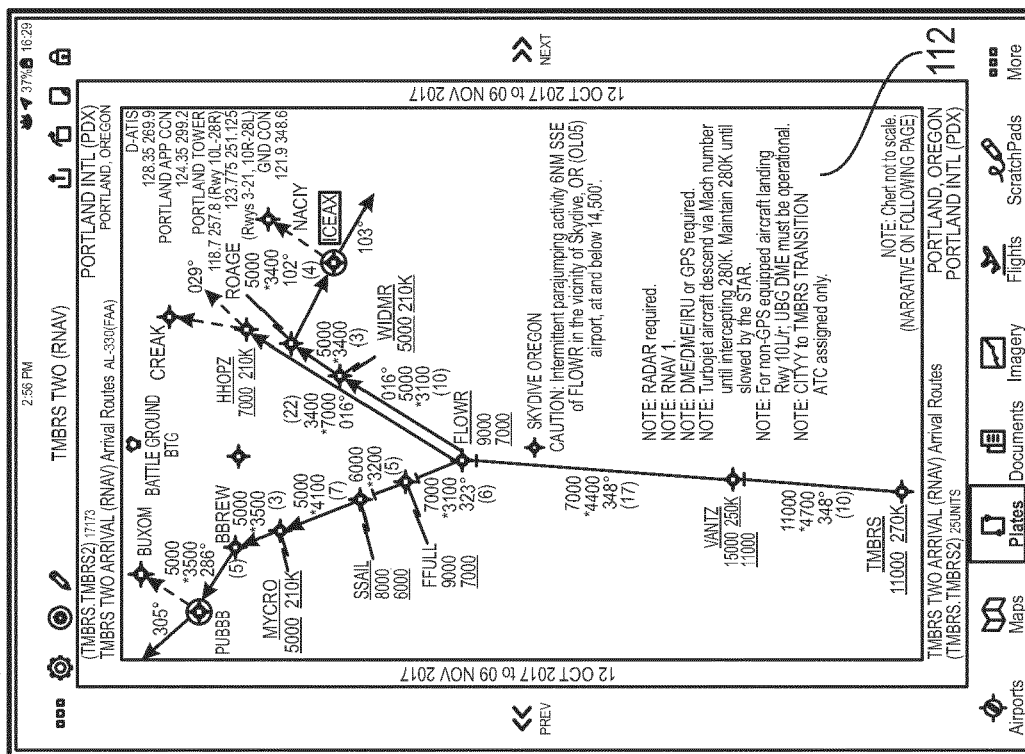 2:56 PM
37% 16:29
TMBRS TWO (RNAV)
PREV
NEXT
(TMBRS.TMBRS2) 17173
TMBRS TWO ARRIVAL (RNAV) Arrival Routes AL-330(FAA)
PORTLAND INTL (PDX)
PORTLAND, OREGON
12 OCT 2017 to 09 NOV 2017
12 OCT 2017 to 09 NOV 2017
D-ATIS
128.35 269.9
PORTLAND APP CON
124.35 299.2
PORTLAND TOWER
118.7 257.8 (Rwy 10L-28R)
123.775 251.125
(Rwys 3-21, 10R-28L)
GND CON
121.9 348.6
305°
BUXOM
5000
*3500
286°
(5)
PUBBB
BATTLE GROUND
BTG
CREAK
029°
BBREW
5000
*3500
(3)
MYCRO
5000 210K
5000
*4100
(7)
HHOPZ
7000 210K
ROAGE
5000
*3400
102°
(4)
NACIY
ICEAX
103°
(22)
3400
*7000
016°
5000
*3400
(3)
WIDMR
5000 210K
016°
5000
*3100
(10)
SSAIL
8000
6000
6000
*3200
(5)
FFULL
9000
7000
7000
*3100
323°
(6)
FLOWR
9000
7000
SKYDIVE OREGON
CAUTION: Intermittent parajumping activity 6NM SSE
of FLOWR in the vicinity of Skydive, OR (OL05)
airport, at and below 14,500'.
7000
*4400
348°
(17)
NOTE: RADAR required.
NOTE: RNAV 1.
NOTE: DME/DME/IRU or GPS required.
NOTE: Turbojet aircraft descend via Mach number
until intercepting 280K. Maintain 280K until
slowed by the STAR.
NOTE: For non-GPS equipped aircraft landing
Rwy 10L/r: UBG DME must be operational.
NOTE: CITYY to TMBRS TRANSITION
ATC assigned only.
VANTZ
15000 250K
11000
11000
*4700
348°
(10)
TMBRS
11000 270K
NOTE: Chert not to scale.
(NARRATIVE ON FOLLOWING PAGE)
TMBRS TWO ARRIVAL (RNAV) Arrival Routes
(TMBRS.TMBRS2) 25UNITS
PORTLAND, OREGON
PORTLAND INTL (PDX)
112
Airports
Maps
Plates
Documents
Imagery
Flights
ScratchPads
More